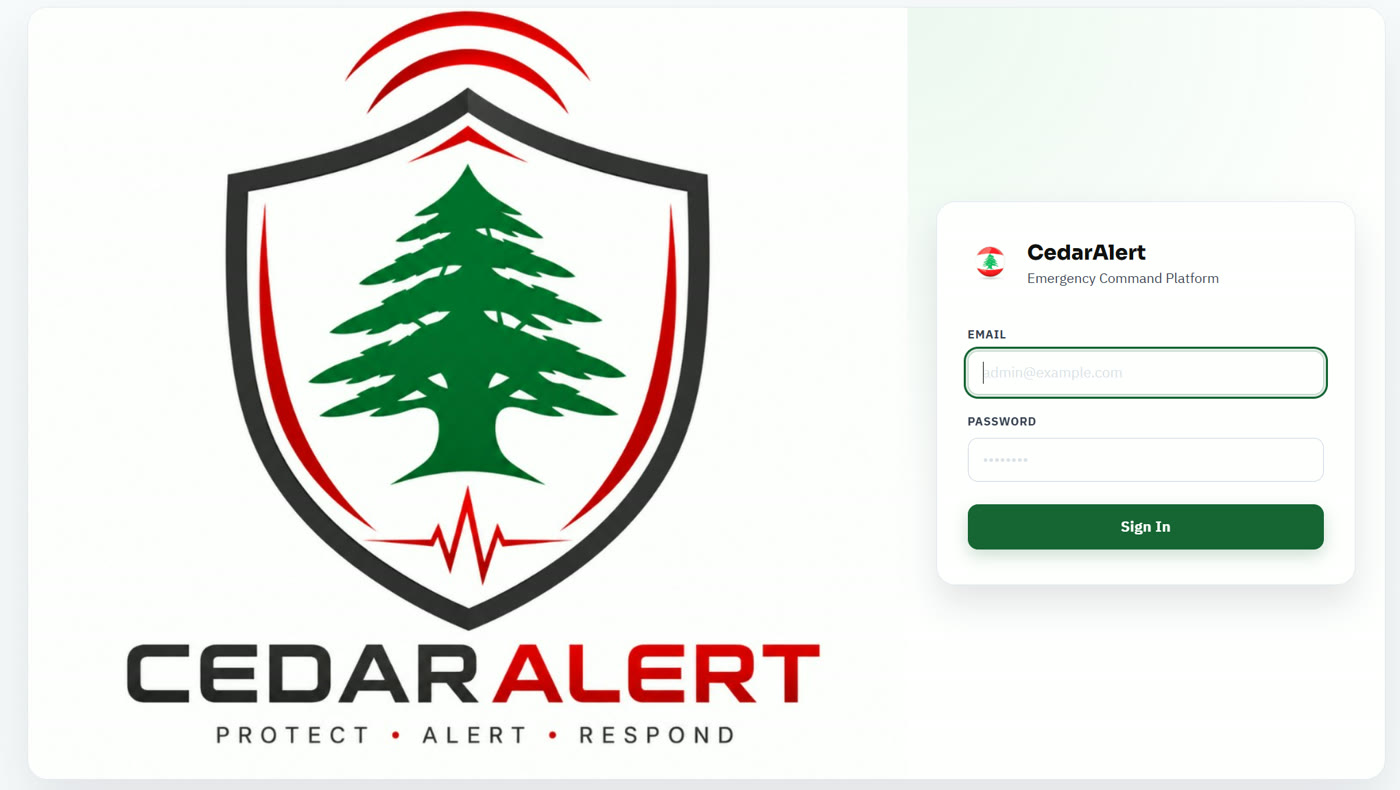 CEDARALERT
PROTECT • ALERT • RESPOND
CedarAlert
Emergency Command Platform
EMAIL
admin@example.com
PASSWORD
••••••••
Sign In